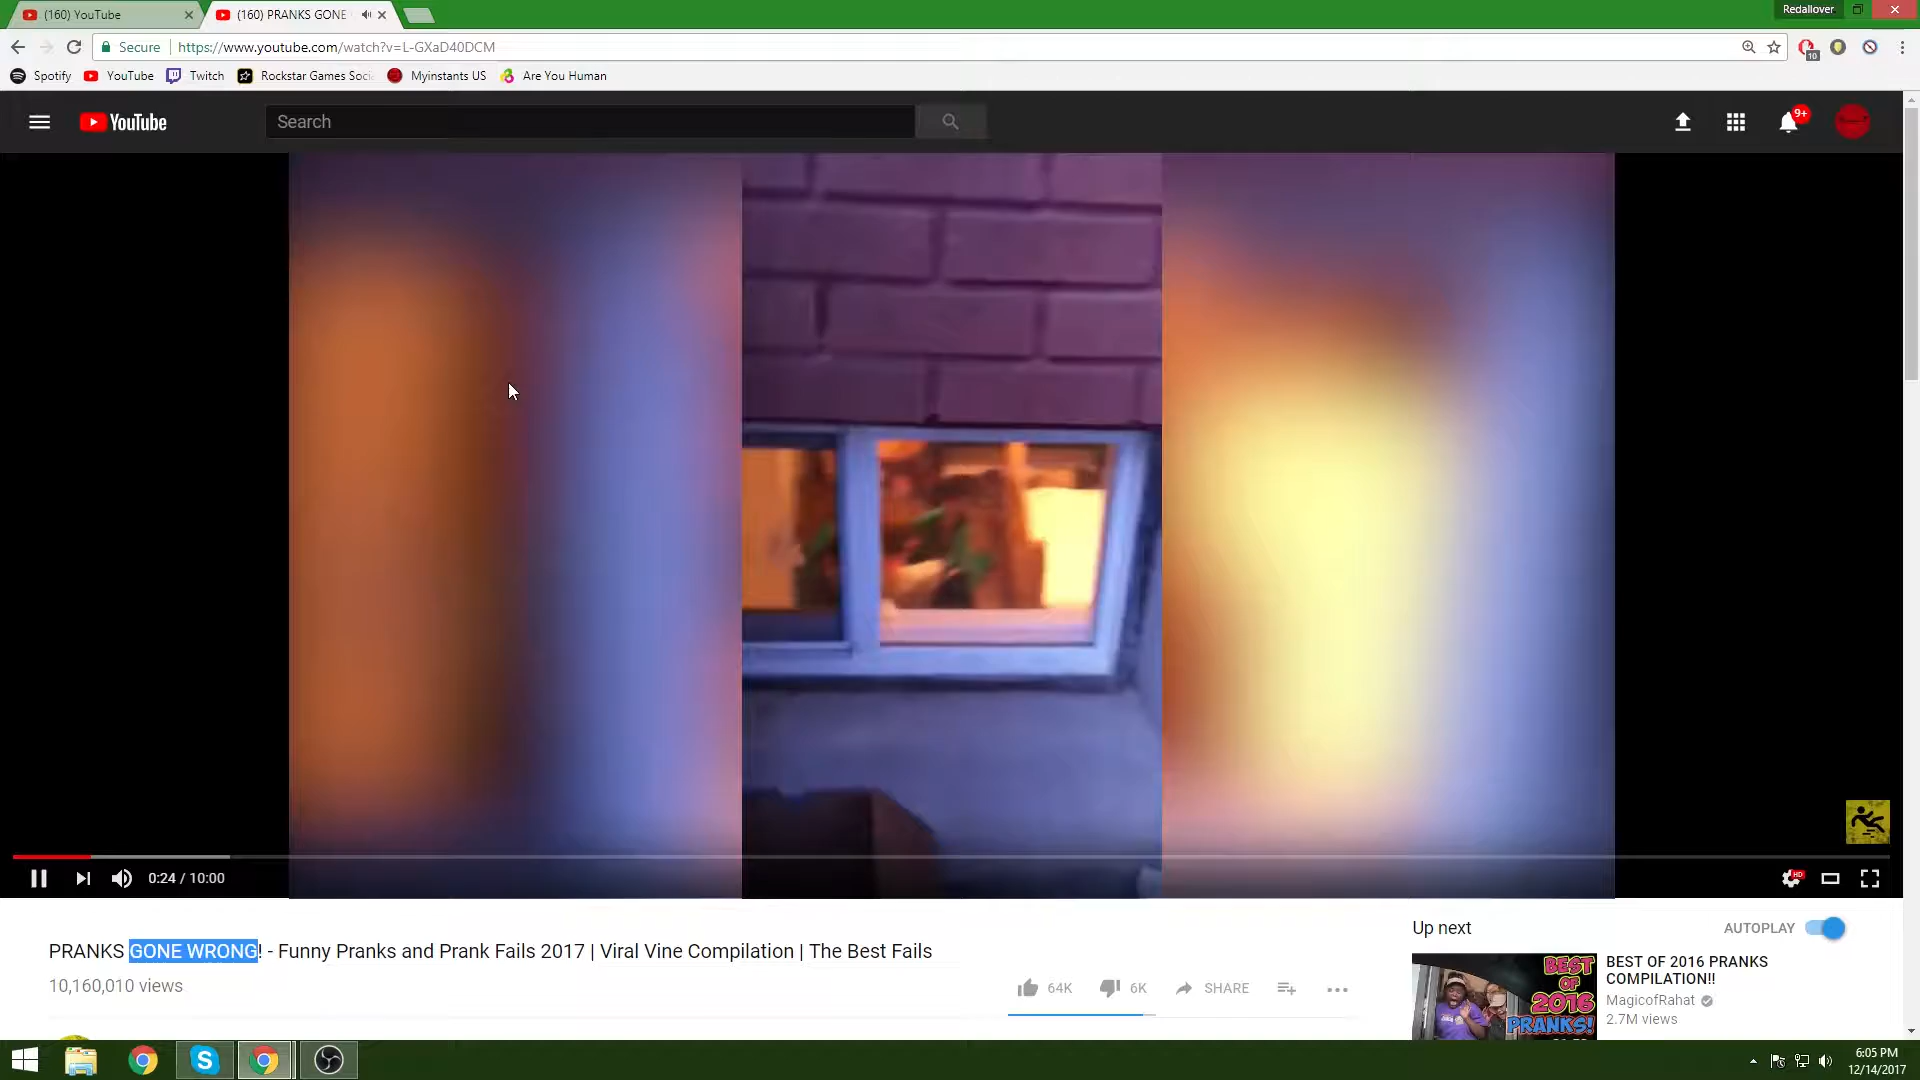 (160) YouTube
(160) PRANKS GONE
Redallover.
Secure
https://www.youtube.com/watch?v=L-GXaD40DCM
10
Spotify
YouTube
Twitch
Rockstar Games Soci
Myinstants US
Are You Human
YouTube
Search
9+
0:24 / 10:00
HD
PRANKS GONE WRONG! - Funny Pranks and Prank Fails 2017 | Viral Vine Compilation | The Best Fails
10,160,010 views
64K
6K
SHARE
Up next
AUTOPLAY
BEST OF 2016 PRANKS!
BEST OF 2016 PRANKS
COMPILATION!!
MagicofRahat
2.7M views
6:05 PM
12/14/2017